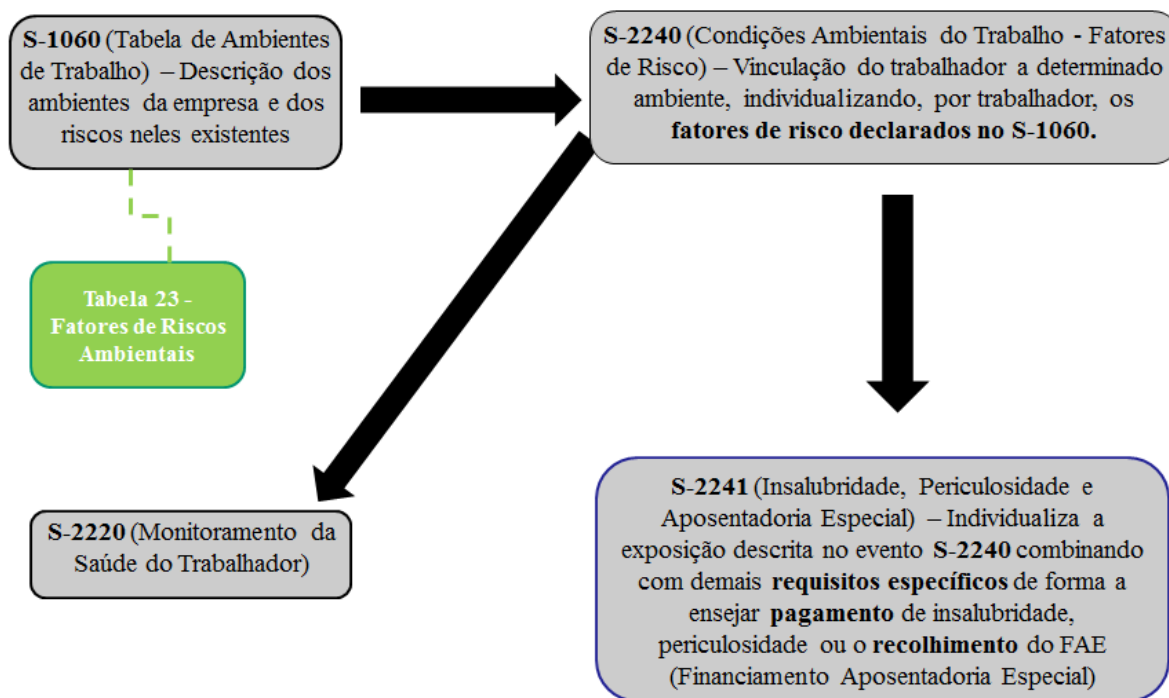 S-1060 (Tabela de Ambientes
de Trabalho) – Descrição dos
ambientes da empresa e dos
riscos neles existentes
S-2240 (Condições Ambientais do Trabalho - Fatores
de Risco) – Vinculação do trabalhador a determinado
ambiente, individualizando, por trabalhador, os
fatores de risco declarados no S-1060.
Tabela 23 -
Fatores de Riscos
Ambientais
S-2220 (Monitoramento da
Saúde do Trabalhador)
S-2241 (Insalubridade, Periculosidade e
Aposentadoria Especial) – Individualiza a
exposição descrita no evento S-2240 combinando
com demais requisitos específicos de forma a
ensejar pagamento de insalubridade,
periculosidade ou o recolhimento do FAE
(Financiamento Aposentadoria Especial)